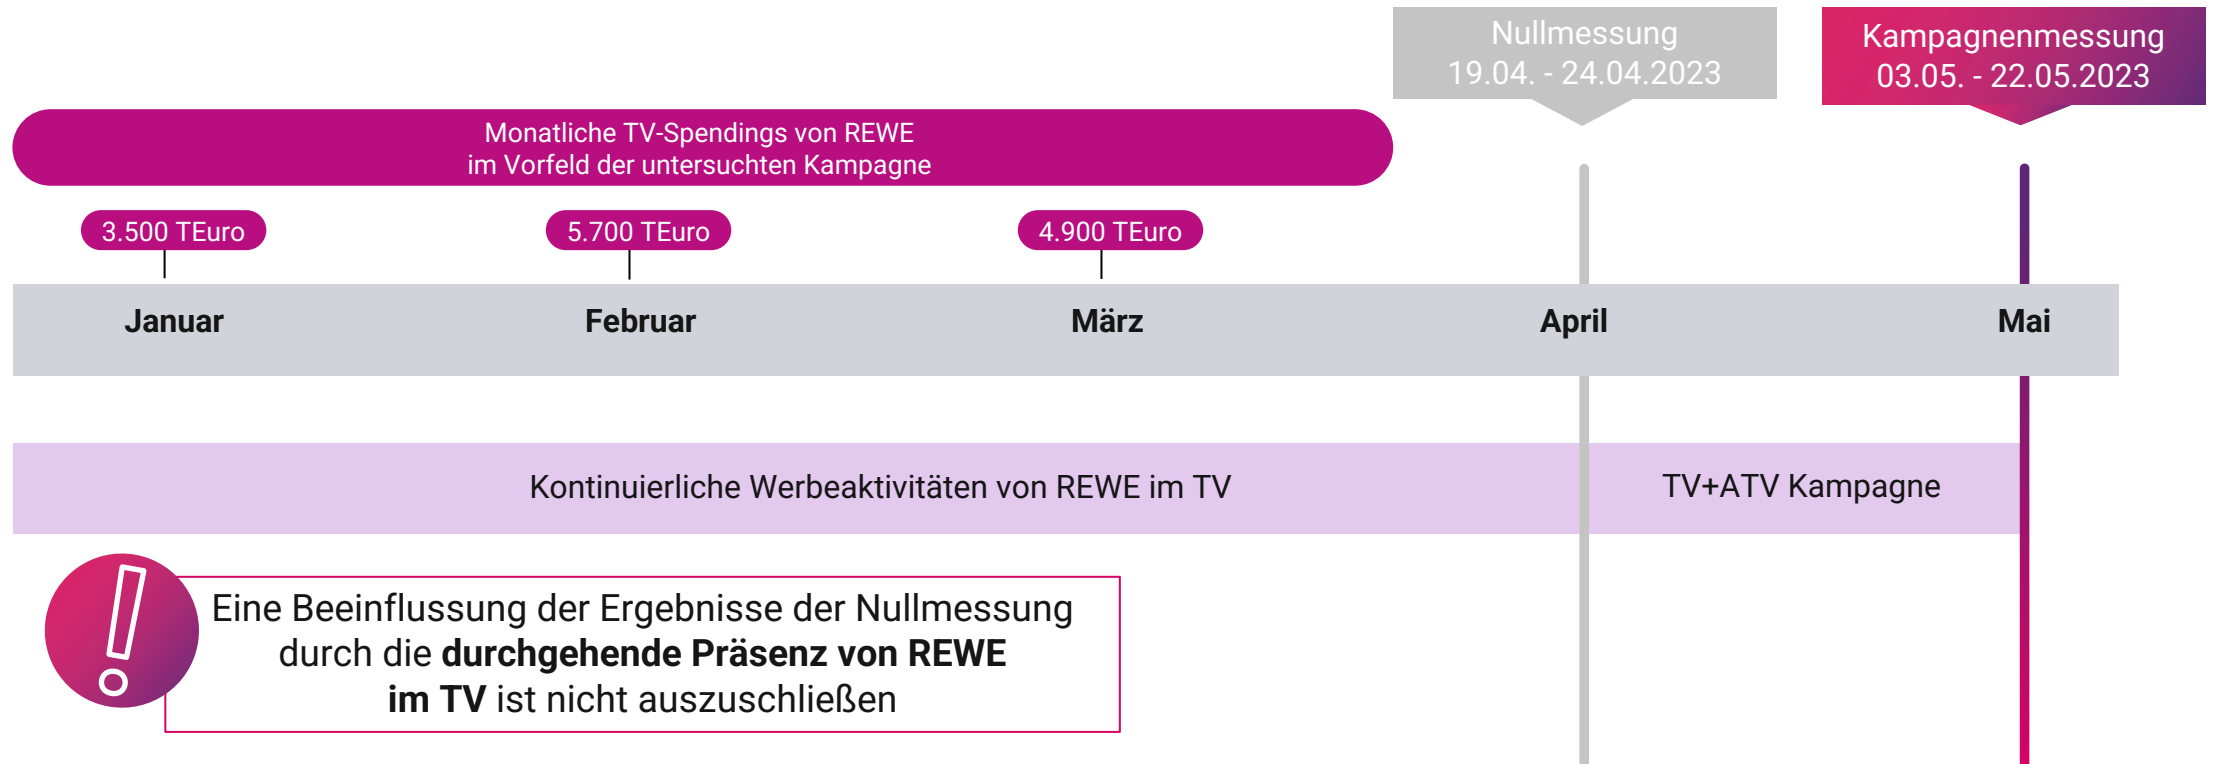 Nullmessung
19.04. - 24.04.2023
Kampagnenmessung
03.05. - 22.05.2023
Monatliche TV-Spendings von REWE
im Vorfeld der untersuchten Kampagne
3.500 TEuro
5.700 TEuro
4.900 TEuro
Januar
Februar
März
April
Mai
Kontinuierliche Werbeaktivitäten von REWE im TV
TV+ATV Kampagne
Eine Beeinflussung der Ergebnisse der Nullmessung
durch die durchgehende Präsenz von REWE
im TV ist nicht auszuschließen